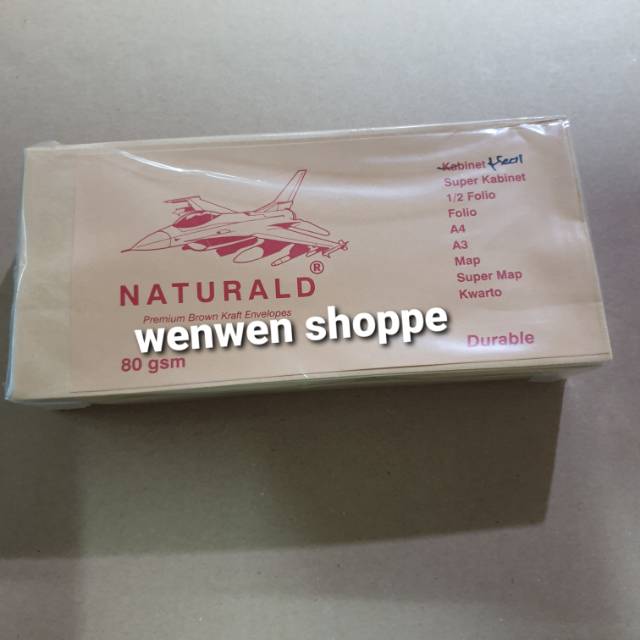 NATURALD®
Premium Brown Kraft Envelopes
80 gsm
Kabinet + seal
Super Kabinet
1/2 Folio
Folio
A4
A3
Map
Super Map
Kwarto
Durable
wenwen shoppe